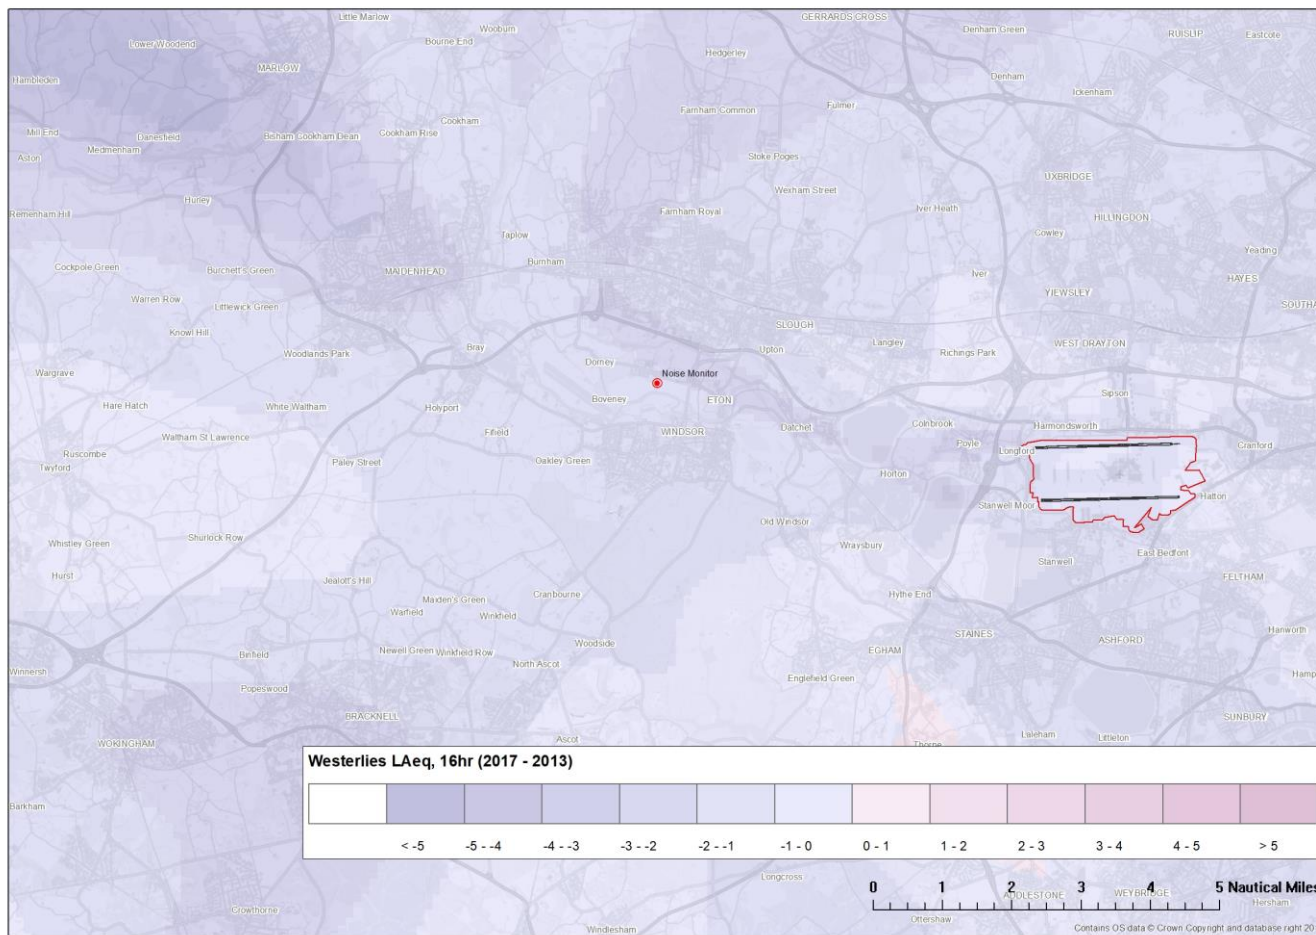 Little Marlow
Wooburn
GERRARDS CROSS
Denham Green
RUISLIP
Eastcote
Lower Woodend
Bourne End
Hedgerley
MARLOW
Denham
Hambleden
Ickenham
Farnham Common
Fulmer
Cookham
Mill End
Danesfield
Bisham
Cookham Dean
Cookham Rise
Medmenham
Aston
Stoke Poges
UXBRIDGE
Wexham Street
Hurley
Remenham Hill
Farnham Royal
Iver Heath
HILLINGDON
Taplow
Cowley
Yeading
Cockpole Green
Burchett's Green
MAIDENHEAD
Burnham
Iver
HAYES
Warren Row
Littlewick Green
YIEWSLEY
SOUTHA
Knowl Hill
SLOUGH
Woodlands Park
Bray
Upton
Langley
Richings Park
WEST DRAYTON
Dorney
Wargrave
Noise Monitor
Sipson
Hare Hatch
White Waltham
Holyport
Boveney
ETON
Colnbrook
Harmondsworth
Waltham St Lawrence
Fifield
WINDSOR
Datchet
Poyle
Longford
Cranford
Ruscombe
Twyford
Paley Street
Oakley Green
Horton
Hatton
Stanwell Moor
Old Windsor
Whistley Green
Shurlock Row
Wraysbury
East Bedfont
Stanwell
Hurst
Jealott's Hill
FELTHAM
Maiden's Green
Cranbourne
Hythe End
Warfield
Winkfield
STAINES
ASHFORD
Hanworth
Woodside
Newell Green
Winkfield Row
EGHAM
Binfield
North Ascot
Winnersh
Englefield Green
Hamp
Popeswood
BRACKNELL
SUNBURY
WOKINGHAM
Ascot
Thorpe
Laleham
Littleton
Westerlies LAeq, 16hr (2017 - 2013)
Barkham
< -5
-5 - -4
-4 - -3
-3 - -2
-2 - -1
-1 - 0
0 - 1
1 - 2
2 - 3
3 - 4
4 - 5
> 5
Longcross
0 1 2 3 4 5 Nautical Miles
ADDLESTONE
WEYBRIDGE
Hersham
Crowthorne
Ottershaw
Windlesham
Contains OS data © Crown Copyright and database right 20